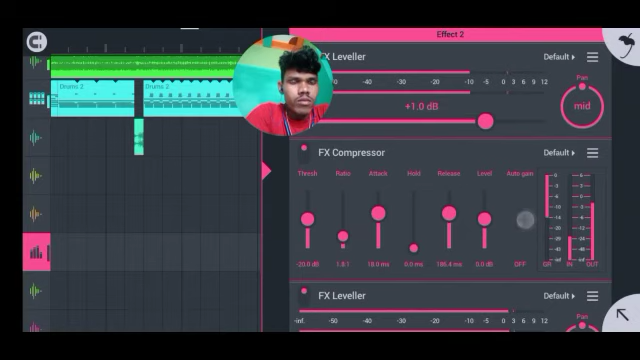 Effect 2
FX Leveller
Default
-30 -20 -10 -5 0 3 6 9 12
Pan
+1.0 dB
mid
Drums 2
Drums 2
FX Compressor
Default
Thresh Ratio Attack Hold Release Level Auto gain
-20.0 dB 1.8:1 18.0 ms 0.0 ms 186.4 ms 0.0 dB OFF
GR IN OUT
FX Leveller
Default
-inf. -50 -40 -30 -20 -10 -5 0 3 6 9 12
Pan